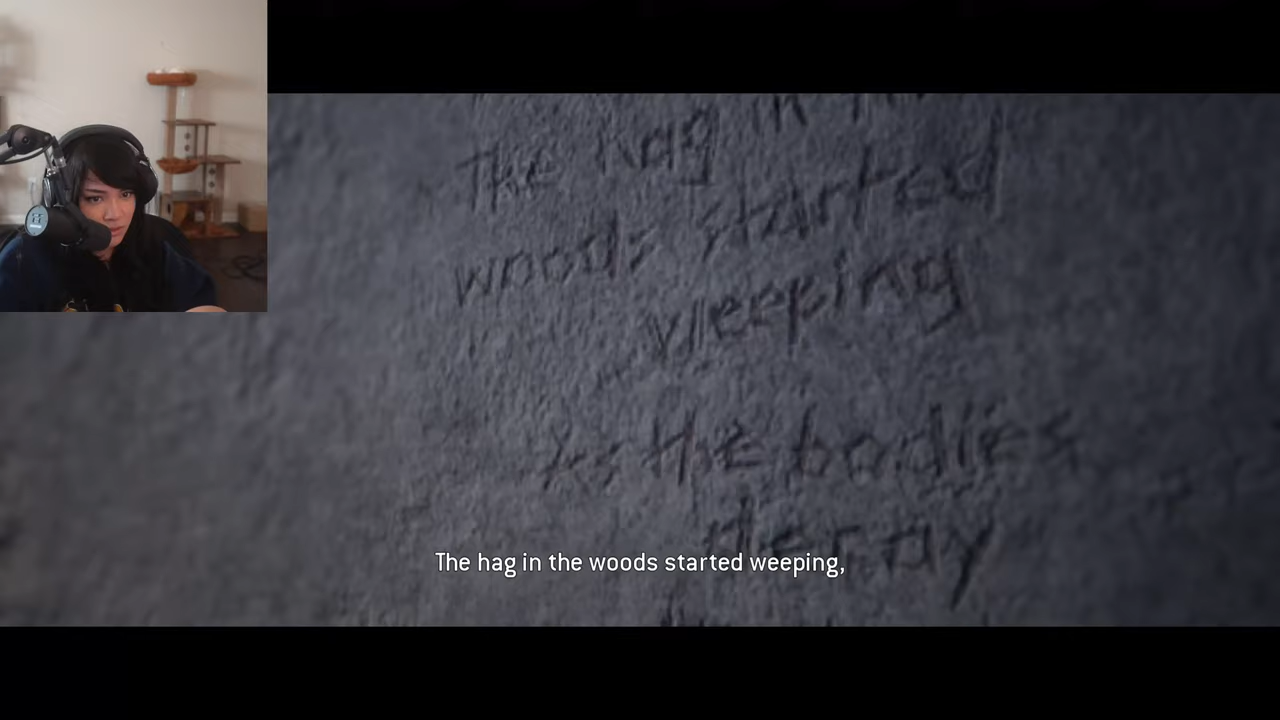 The hag in the
woods started
weeping
As the bodies
decay
The hag in the woods started weeping,